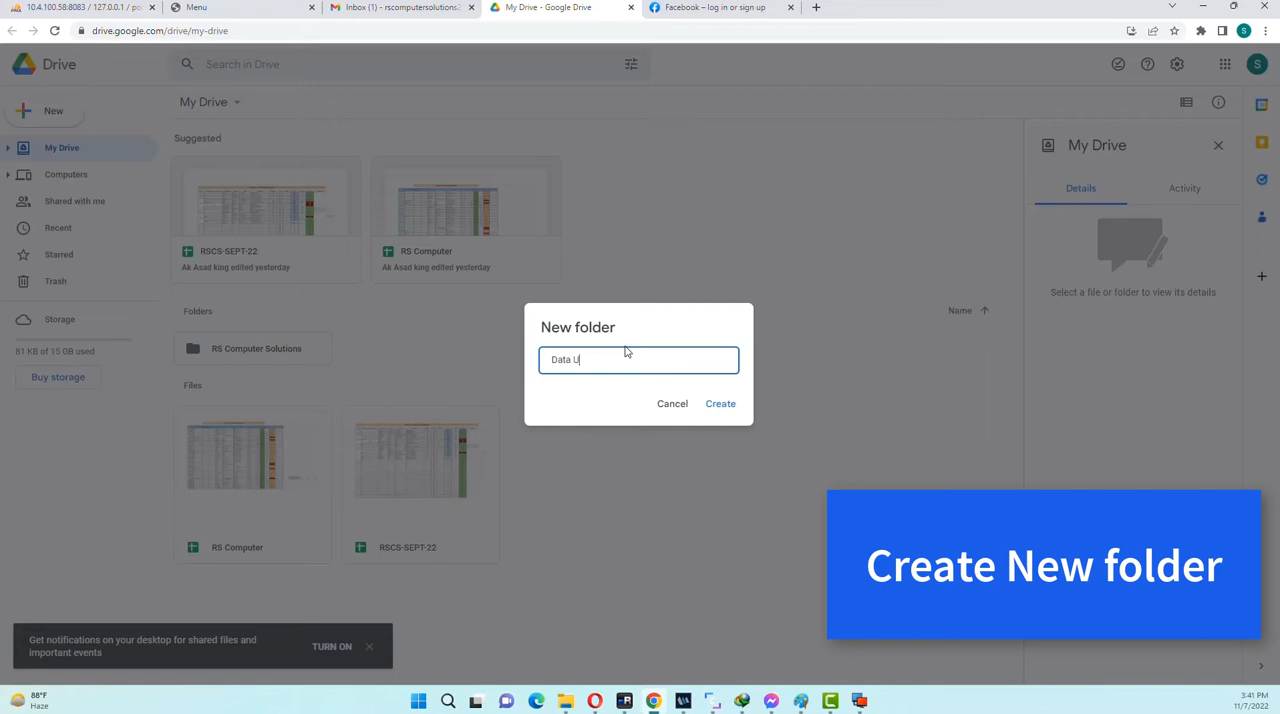 10.4.100.58:8083 / 127.0.0.1 / po
Menu
Inbox (1) - rscomputersolutions.
My Drive - Google Drive
Facebook – log in or sign up
drive.google.com/drive/my-drive
S
Drive
Search in Drive
S
New
My Drive
Computers
Shared with me
Recent
Starred
Trash
Storage
81 KB of 15 GB used
Buy storage
My Drive
Suggested
RSCS-SEPT-22
Ak Asad king edited yesterday
RS Computer
Ak Asad king edited yesterday
Folders
Name
RS Computer Solutions
Files
RS Computer
RSCS-SEPT-22
New folder
Data U
Cancel
Create
My Drive
Details
Activity
Select a file or folder to view its details
Create New folder
Get notifications on your desktop for shared files and
important events
TURN ON
88°F
Haze
3:41 PM
11/7/2022